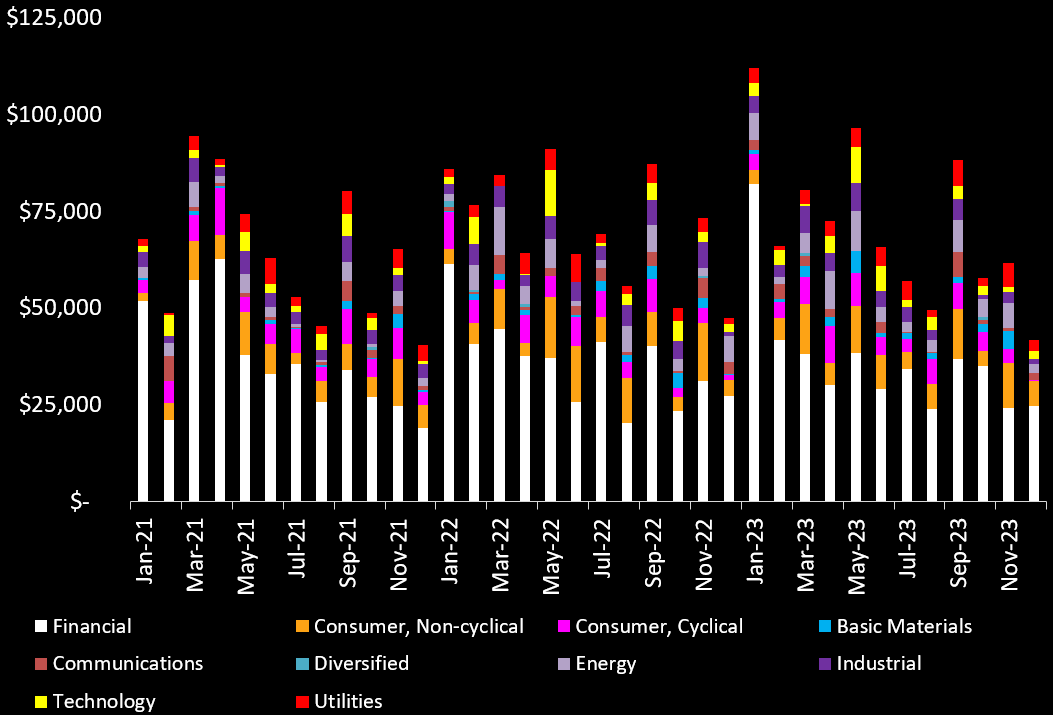 $125,000
$100,000
$75,000
$50,000
$25,000
$-
Jan-21
Mar-21
May-21
Jul-21
Sep-21
Nov-21
Jan-22
Mar-22
May-22
Jul-22
Sep-22
Nov-22
Jan-23
Mar-23
May-23
Jul-23
Sep-23
Nov-23
Financial
Consumer, Non-cyclical
Consumer, Cyclical
Basic Materials
Communications
Diversified
Energy
Industrial
Technology
Utilities